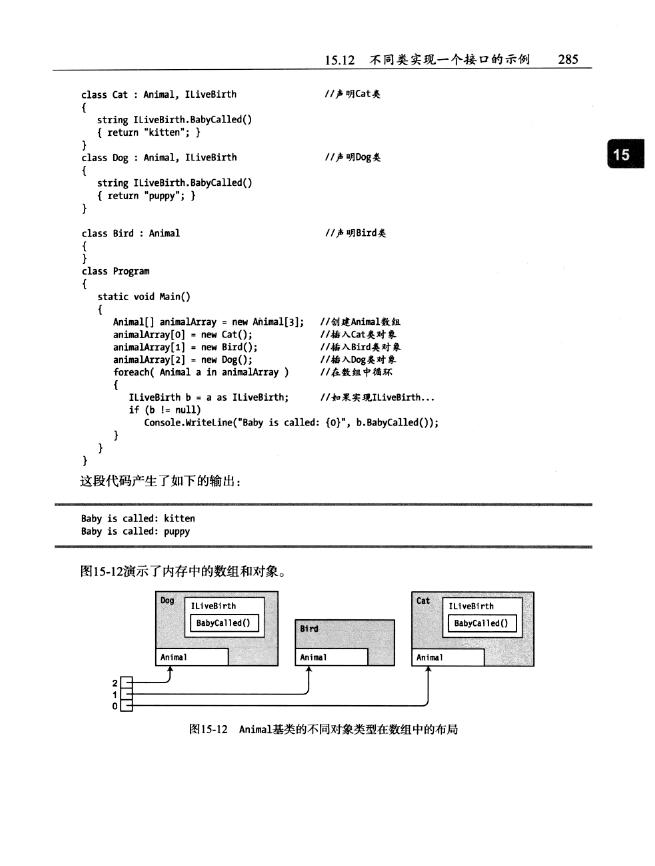 15.12 不同类实现一个接口的示例 285
class Cat : Animal, ILiveBirth //声明Cat类
{
string ILiveBirth.BabyCalled()
{ return "kitten"; }
}
class Dog : Animal, ILiveBirth //声明Dog类
15
{
string ILiveBirth.BabyCalled()
{ return "puppy"; }
}
class Bird : Animal //声明Bird类
{
}
class Program
{
static void Main()
{
Animal[] animalArray = new Animal[3]; //创建Animal数组
animalArray[0] = new Cat(); //插入Cat类对象
animalArray[1] = new Bird(); //插入Bird类对象
animalArray[2] = new Dog(); //插入Dog类对象
foreach( Animal a in animalArray ) //在数组中循环
{
ILiveBirth b = a as ILiveBirth; //如果实现ILiveBirth...
if (b != null)
Console.WriteLine("Baby is called: {0}", b.BabyCalled());
}
}
}
这段代码产生了如下的输出：
Baby is called: kitten
Baby is called: puppy
图15-12演示了内存中的数组和对象。
Dog
ILiveBirth
BabyCalled()
Animal
Bird
Animal
Cat
ILiveBirth
BabyCalled()
Animal
2
1
0
图15-12 Animal基类的不同对象类型在数组中的布局